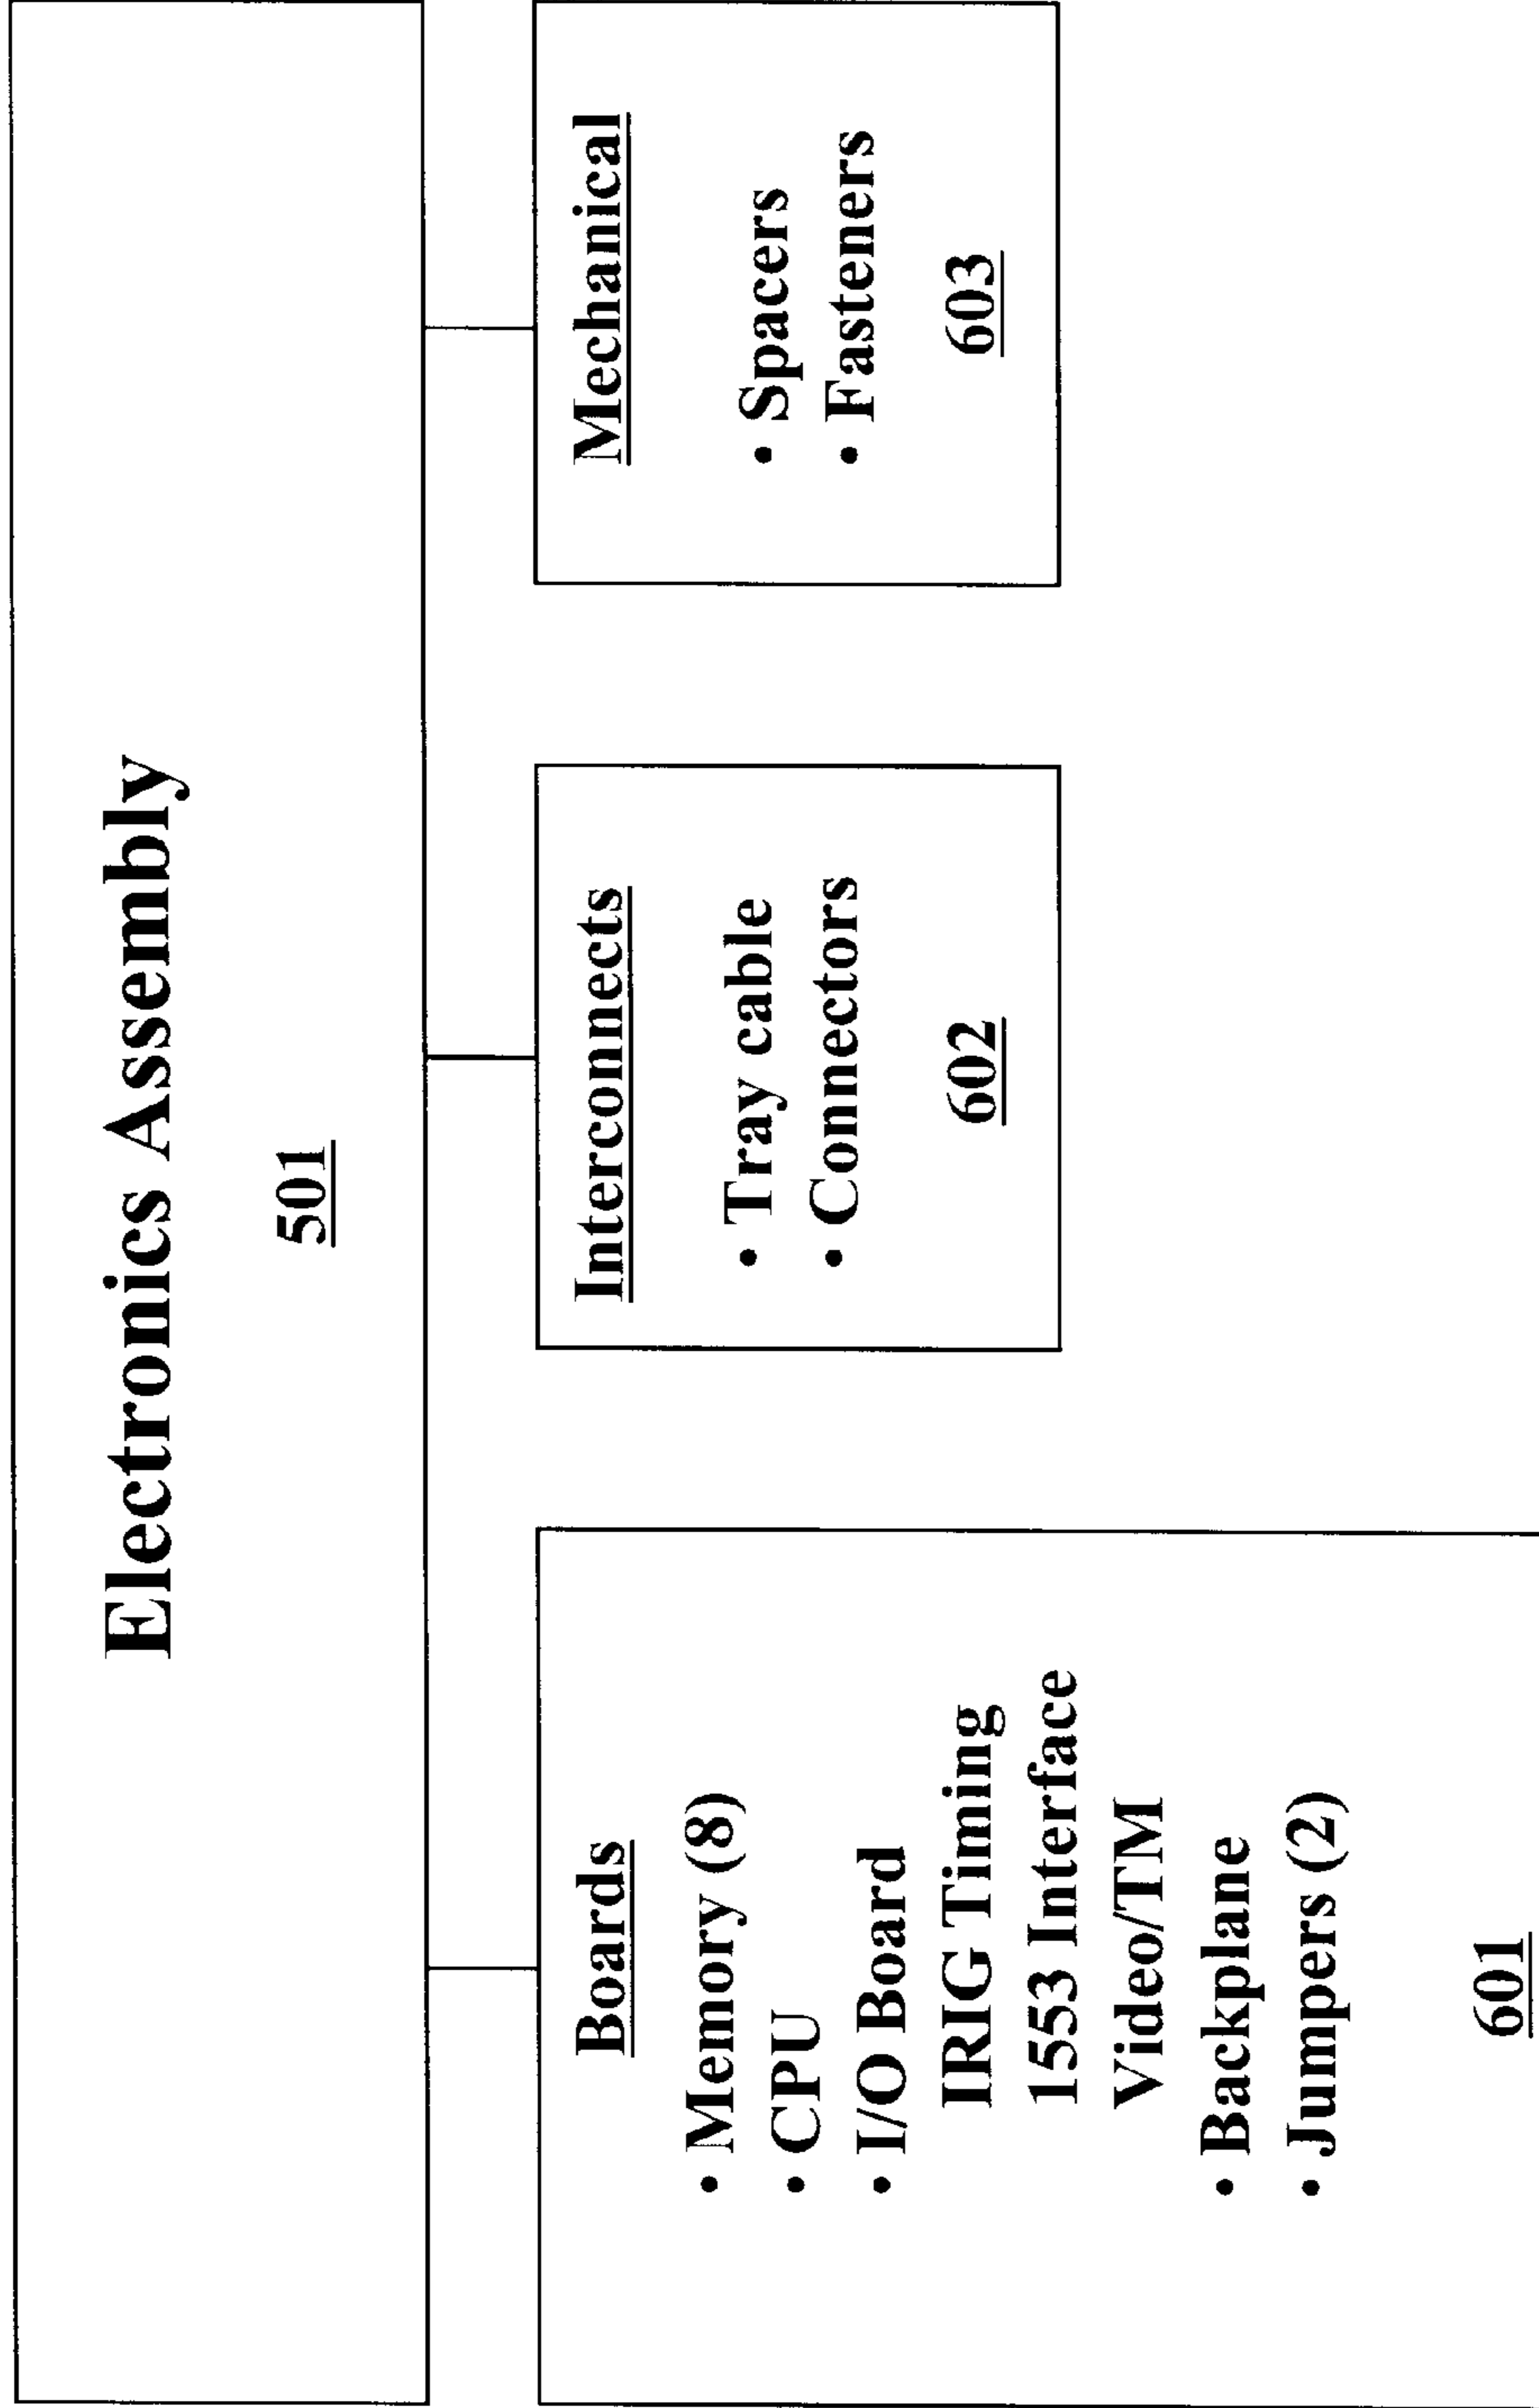 Electronics Assembly
501
Boards
• Memory (8)
• CPU
• I/O Board
IRIG Timing
1553 Interface
Video/TM
• Backplane
• Jumpers (2)
601
Interconnects
• Tray cable
• Connectors
602
Mechanical
• Spacers
• Fasteners
603